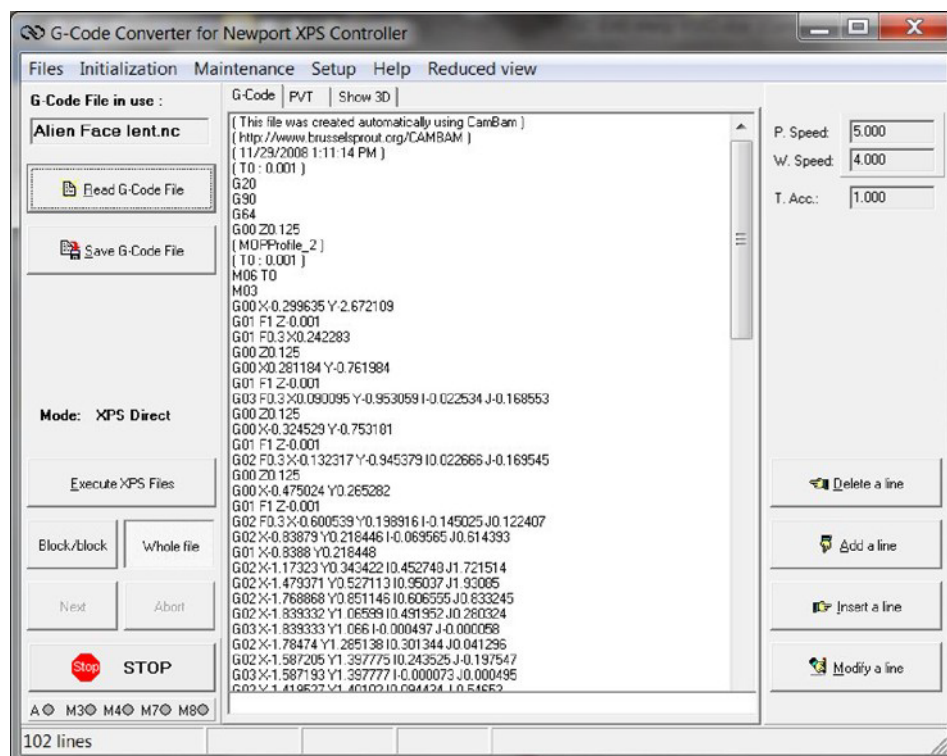 G-Code Converter for Newport XPS Controller
Files Initialization Maintenance Setup Help Reduced view
G-Code File in use :
Alien Face lent.nc
Read G-Code File
Save G-Code File
Mode: XPS Direct
Execute XPS Files
Block/block Whole file
Next Abort
Stop STOP
A M3 M4 M7 M8
102 lines
G-Code PVT Show 3D
( This file was created automatically using CamBam )
( http://www.brusselsprout.org/CAMBAM )
( 11/29/2008 1:11:14 PM )
( T0 : 0.001 )
G20
G90
G64
G00 Z0.125
( MOPProfile_2 )
( T0 : 0.001 )
M06 T0
M03
G00 X-0.299635 Y-2.672109
G01 F1 Z-0.001
G01 F0.3 X0.242283
G00 Z0.125
G00 X0.281184 Y-0.761984
G01 F1 Z-0.001
G03 F0.3 X0.090095 Y-0.953059 I-0.022534 J-0.168553
G00 Z0.125
G00 X-0.324529 Y-0.753181
G01 F1 Z-0.001
G02 F0.3 X-0.132317 Y-0.945379 I0.022666 J-0.169545
G00 Z0.125
G00 X-0.475024 Y0.265282
G01 F1 Z-0.001
G02 F0.3 X-0.600539 Y0.198916 I-0.145025 J0.122407
G02 X-0.83879 Y0.218446 I-0.069565 J0.614393
G01 X-0.8388 Y0.218448
G02 X-1.17323 Y0.343422 I0.452748 J1.721514
G02 X-1.479371 Y0.527113 I0.95037 J1.93085
G02 X-1.768868 Y0.851146 I0.606555 J0.833245
G02 X-1.839332 Y1.06599 I0.491952 J0.280324
G03 X-1.839333 Y1.066 I-0.000497 J-0.000058
G02 X-1.78474 Y1.285138 I0.301344 J0.041296
G02 X-1.587205 Y1.397775 I0.243525 J-0.197547
G03 X-1.587193 Y1.397777 I-0.000073 J0.000495
P. Speed: 5.000
W. Speed: 4.000
T. Acc.: 1.000
Delete a line
Add a line
Insert a line
Modify a line